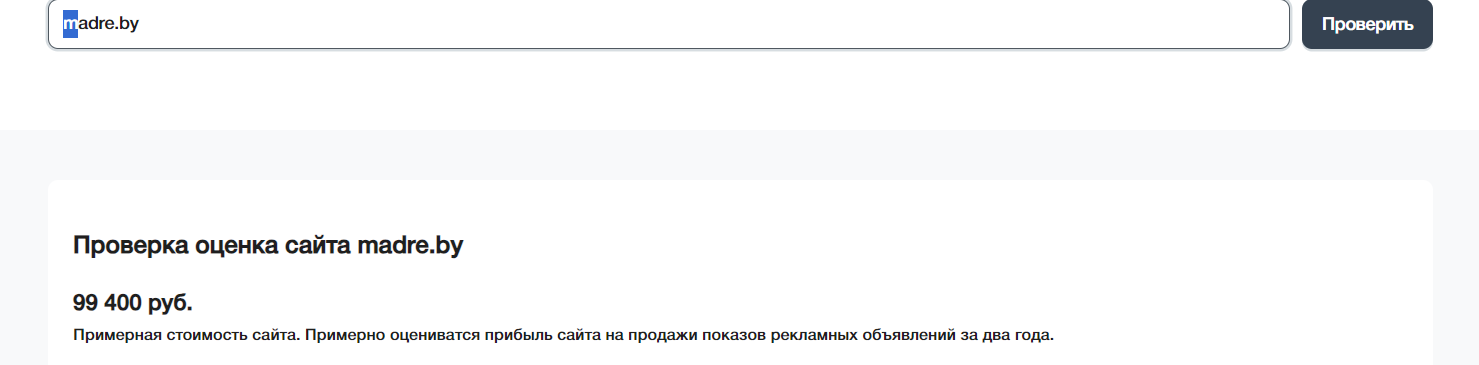 madre.by
Проверить
Проверка оценка сайта madre.by
99 400 руб.
Примерная стоимость сайта. Примерно оцениватся прибыль сайта на продажи показов рекламных объявлений за два года.